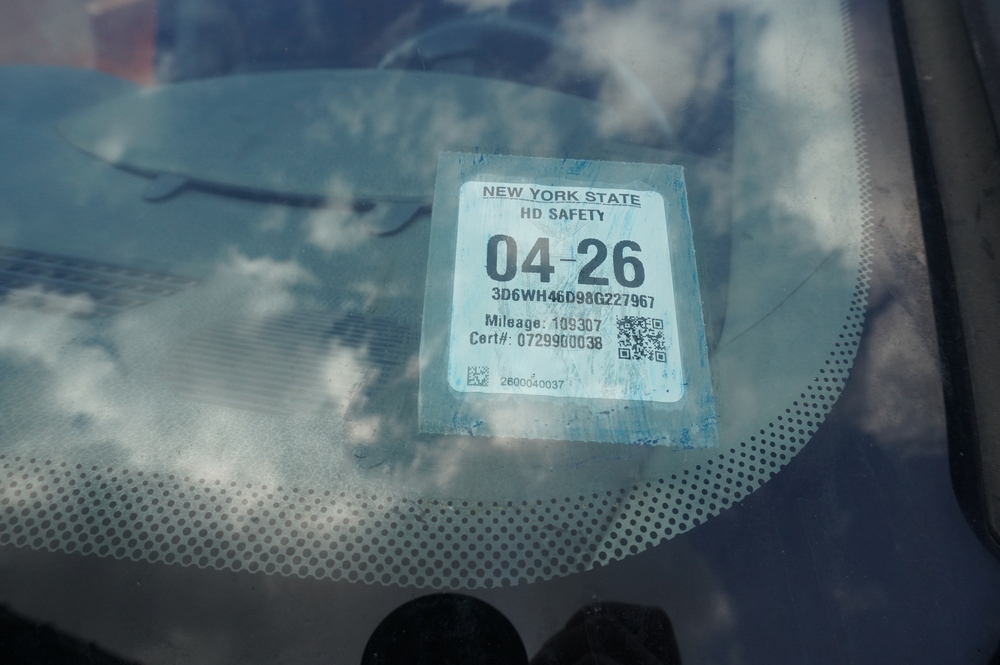 NEW YORK STATE
HD SAFETY
04-26
3D6WH46D98G227967
Mileage: 109307
Cert#: 0729900038
2600040037